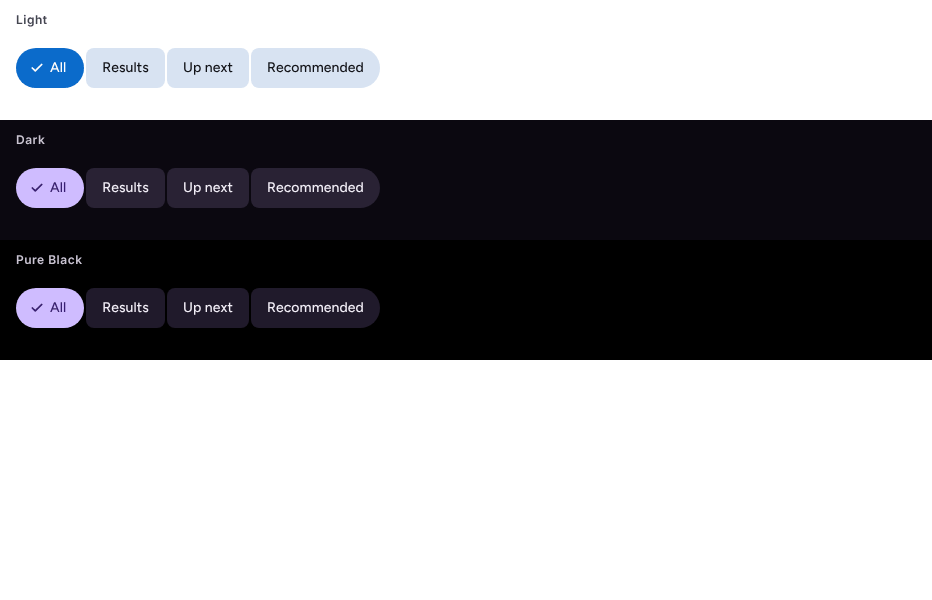 Light
All Results Up next Recommended
Dark
All Results Up next Recommended
Pure Black
All Results Up next Recommended